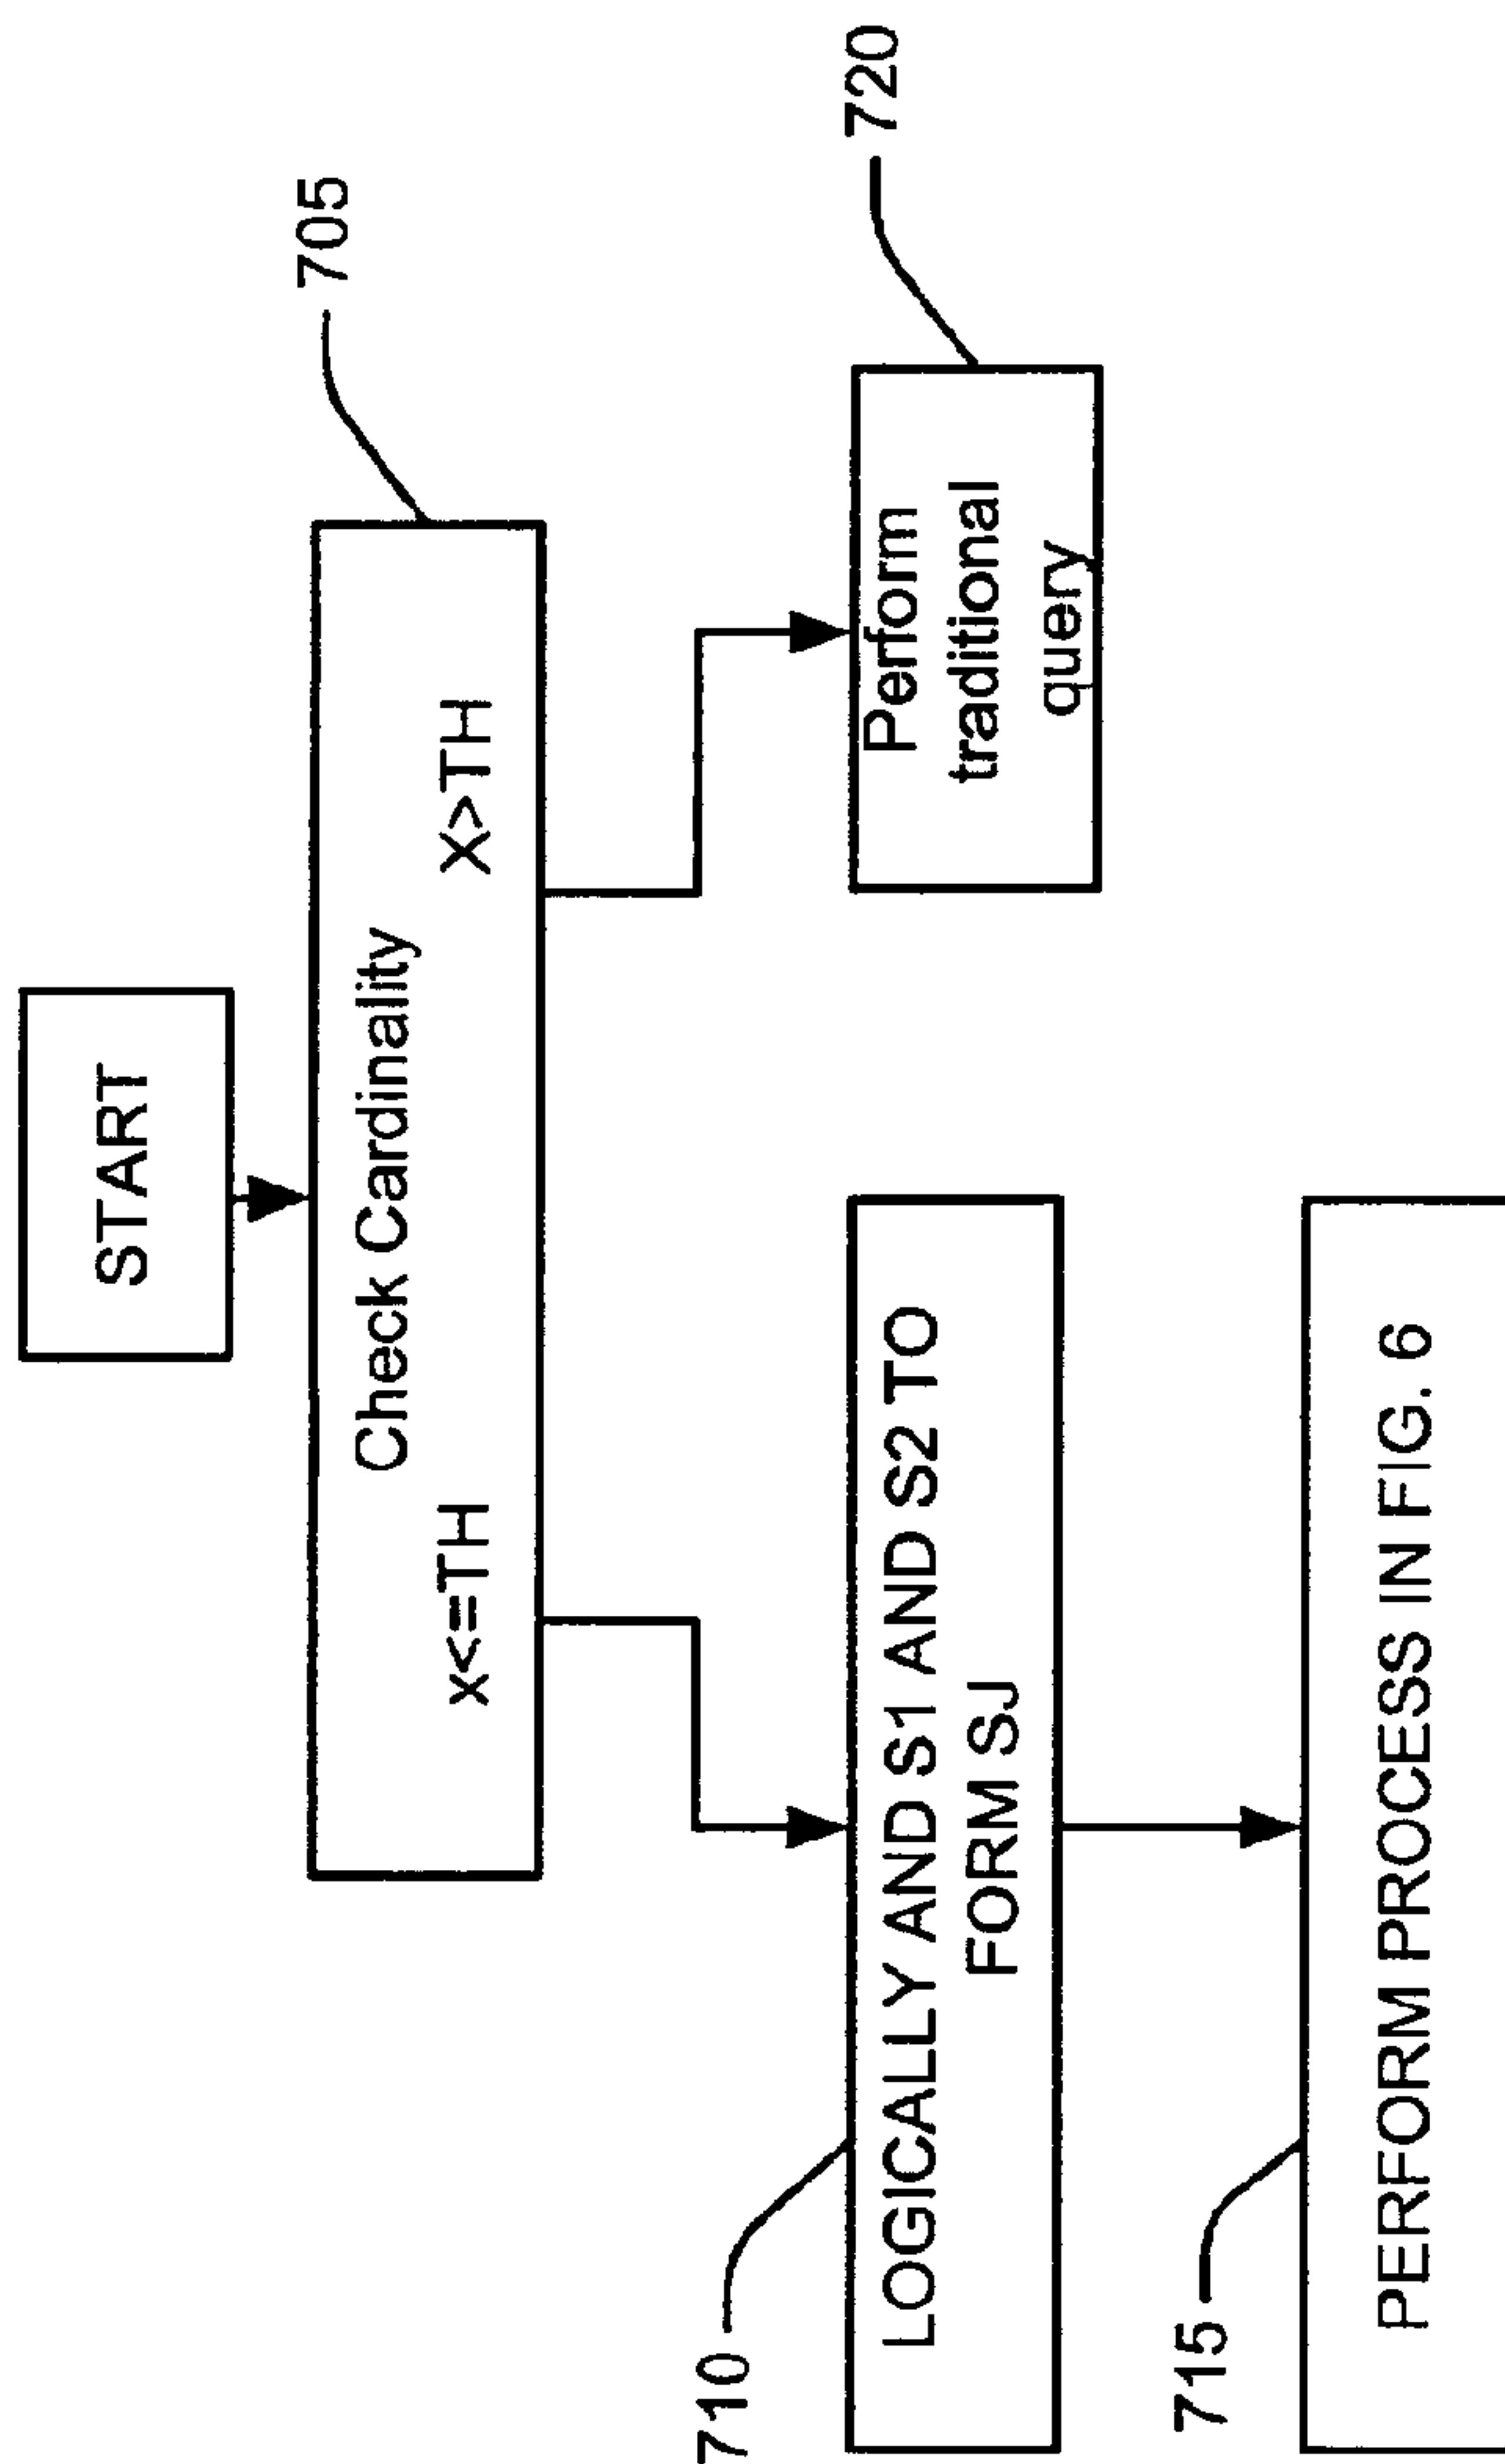 START
705
Check Cardinality
x<=TH
X>TH
710
LOGICALLY AND S1 AND S2 TO
FORM SJ
Perform
traditional
query
720
715
PERFORM PROCESS IN FIG. 6